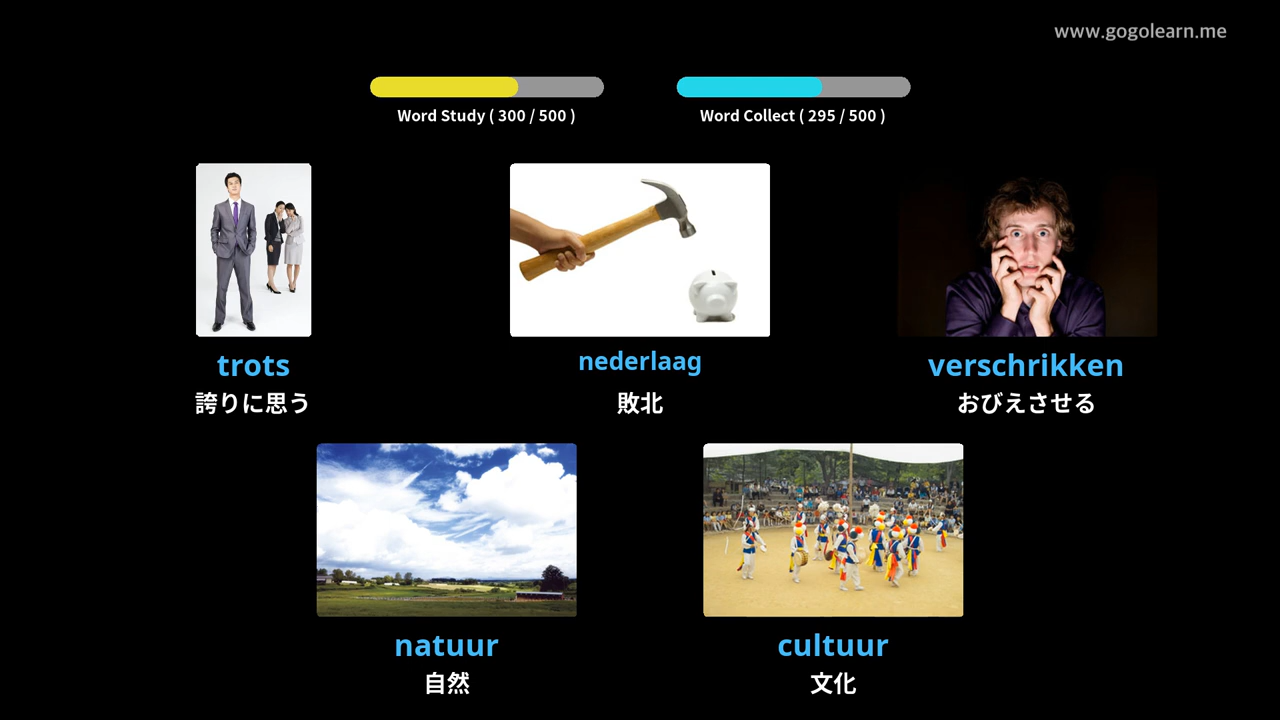 www.gogolearn.me
Word Study ( 300 / 500 )
Word Collect ( 295 / 500 )
trots
誇りに思う
nederlaag
敗北
verschrikken
おびえさせる
natuur
自然
cultuur
文化